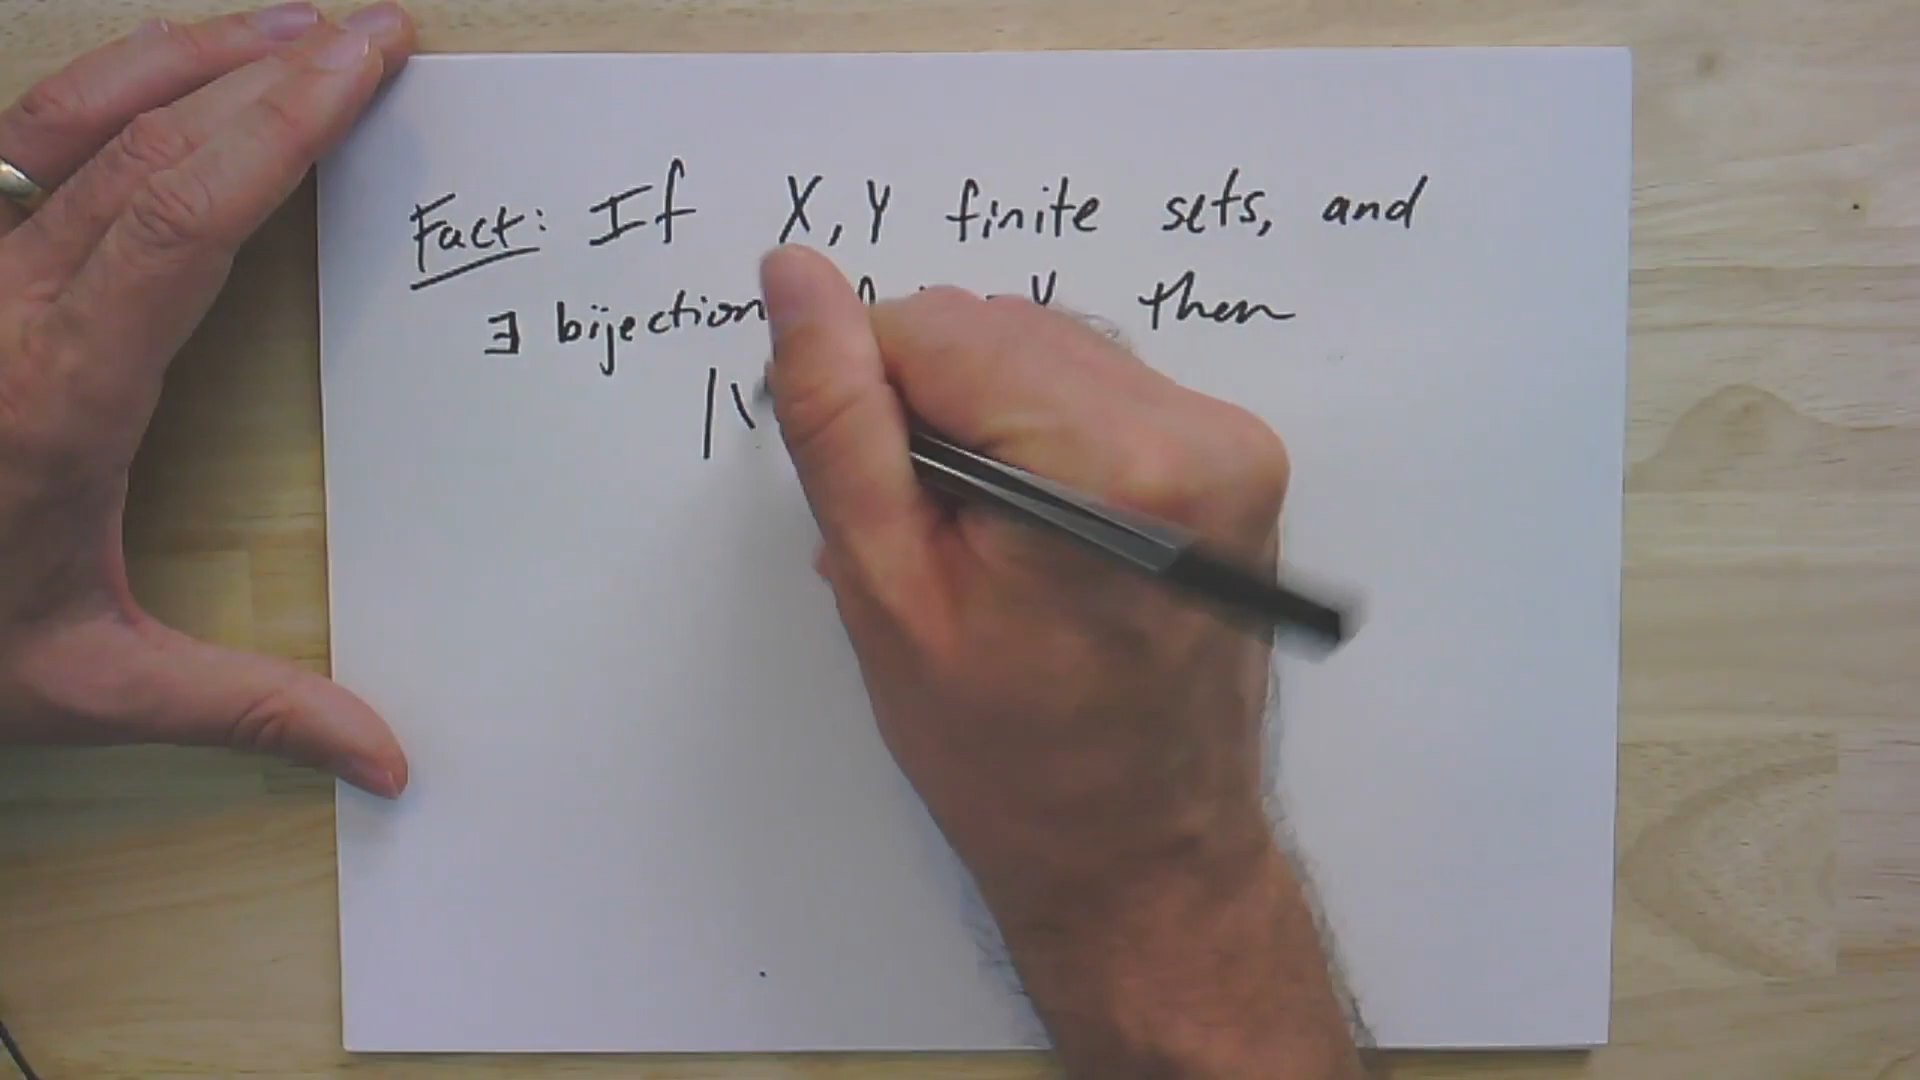 Fact: If X, Y finite sets, and
∃ bijection then
|